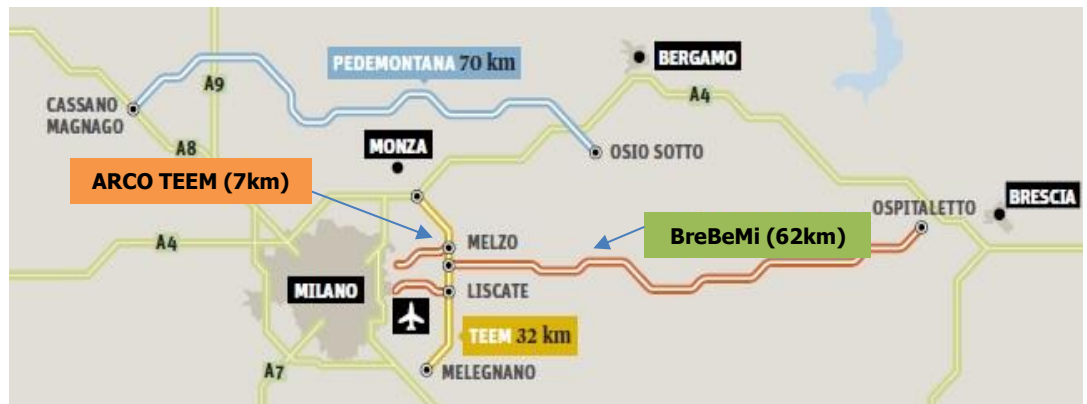 BERGAMO
PEDEMONTANA 70 km
A9
A4
CASSANO
MAGNAGO
MONZA
A8
OSIO SOTTO
ARCO TEEM (7km)
BRESCIA
OSPITALETTO
A4
MELZO
BreBeMi (62km)
MILANO
LISCATE
TEEM 32 km
A7
MELEGNANO